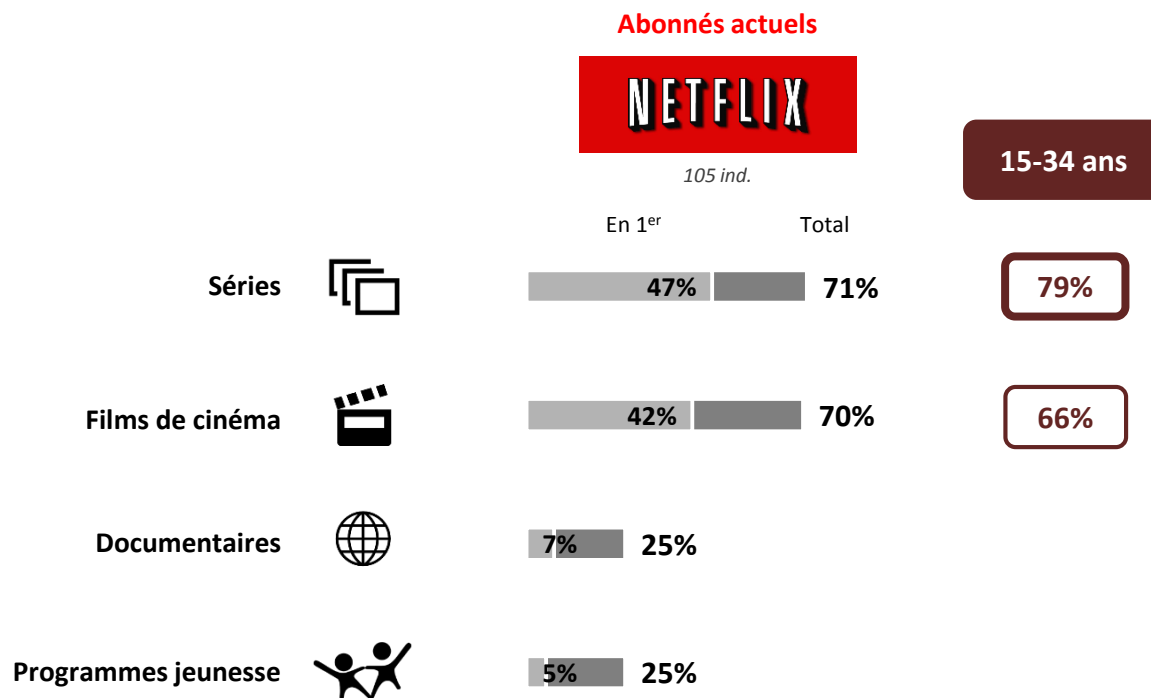 Abonnés actuels
NETFLIX
105 ind.
15-34 ans
En 1er Total
Séries 47% 71% 79%
Films de cinéma 42% 70% 66%
Documentaires 7% 25%
Programmes jeunesse 5% 25%